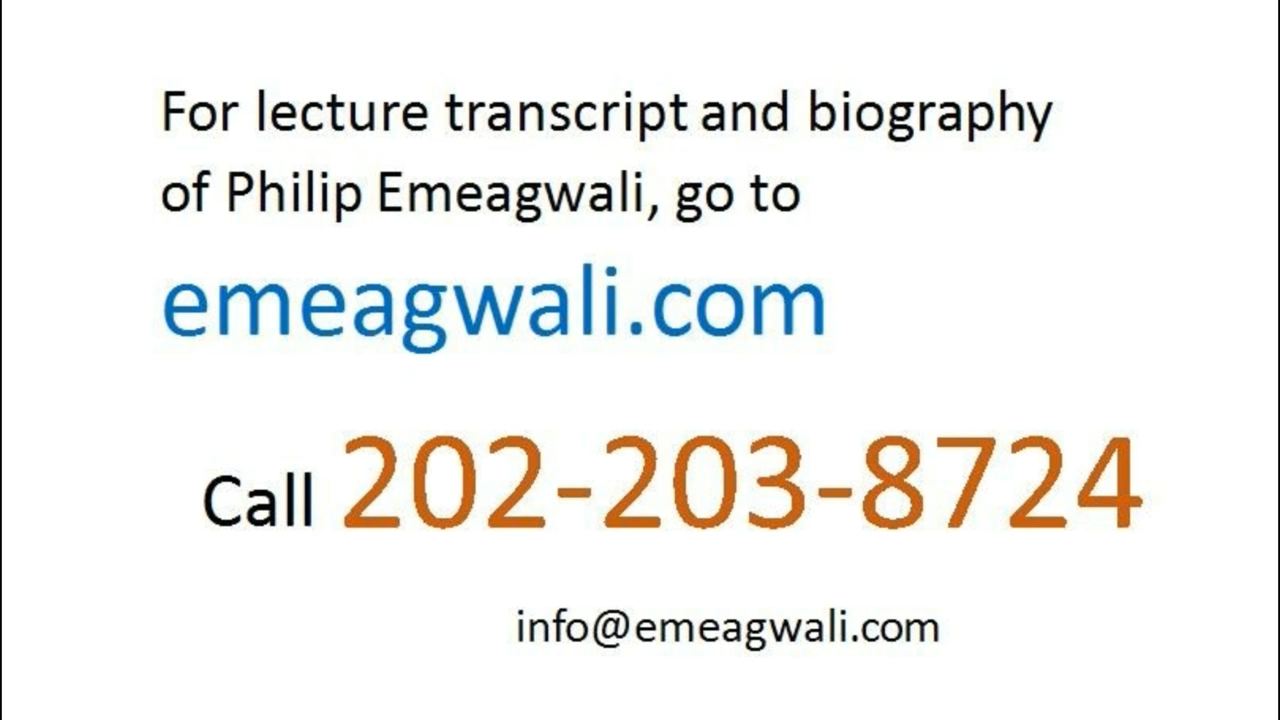 For lecture transcript and biography
of Philip Emeagwali, go to
emeagwali.com
Call 202-203-8724
info@emeagwali.com